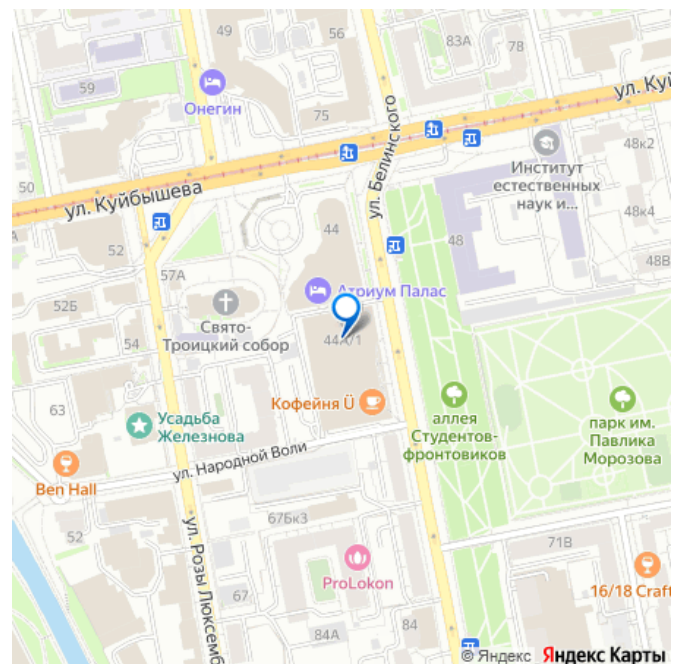 49
56
83А
78
59
Онегин
75
ул. Белинского
ул. Куй
50
ул. Куйбышева
Институт
естественных
наук и...
48к2
48к4
52
44
48
48В
57А
Атриум Палас
52Б
Свято-
Троицкий собор
44А/1
54
Кофейня Ü
63
Усадьба
Железнова
аллея
Студентов-
фронтовиков
парк им.
Павлика
Морозова
ул. Народной Воли
Ben Hall
52
67Бк3
71В
ул. Розы Люксемб
ProLokon
67
16/18 Craft
84А
84
© Яндекс Яндекс Карты